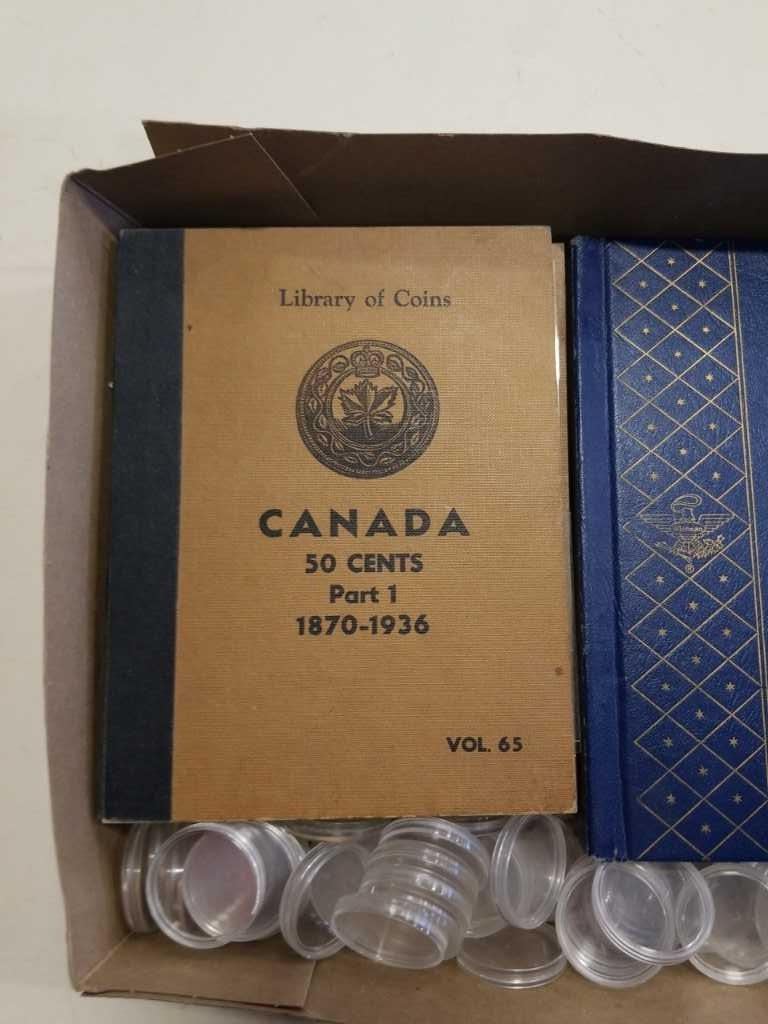 Library of Coins
CANADA
50 CENTS
Part 1
1870-1936
VOL. 65
®